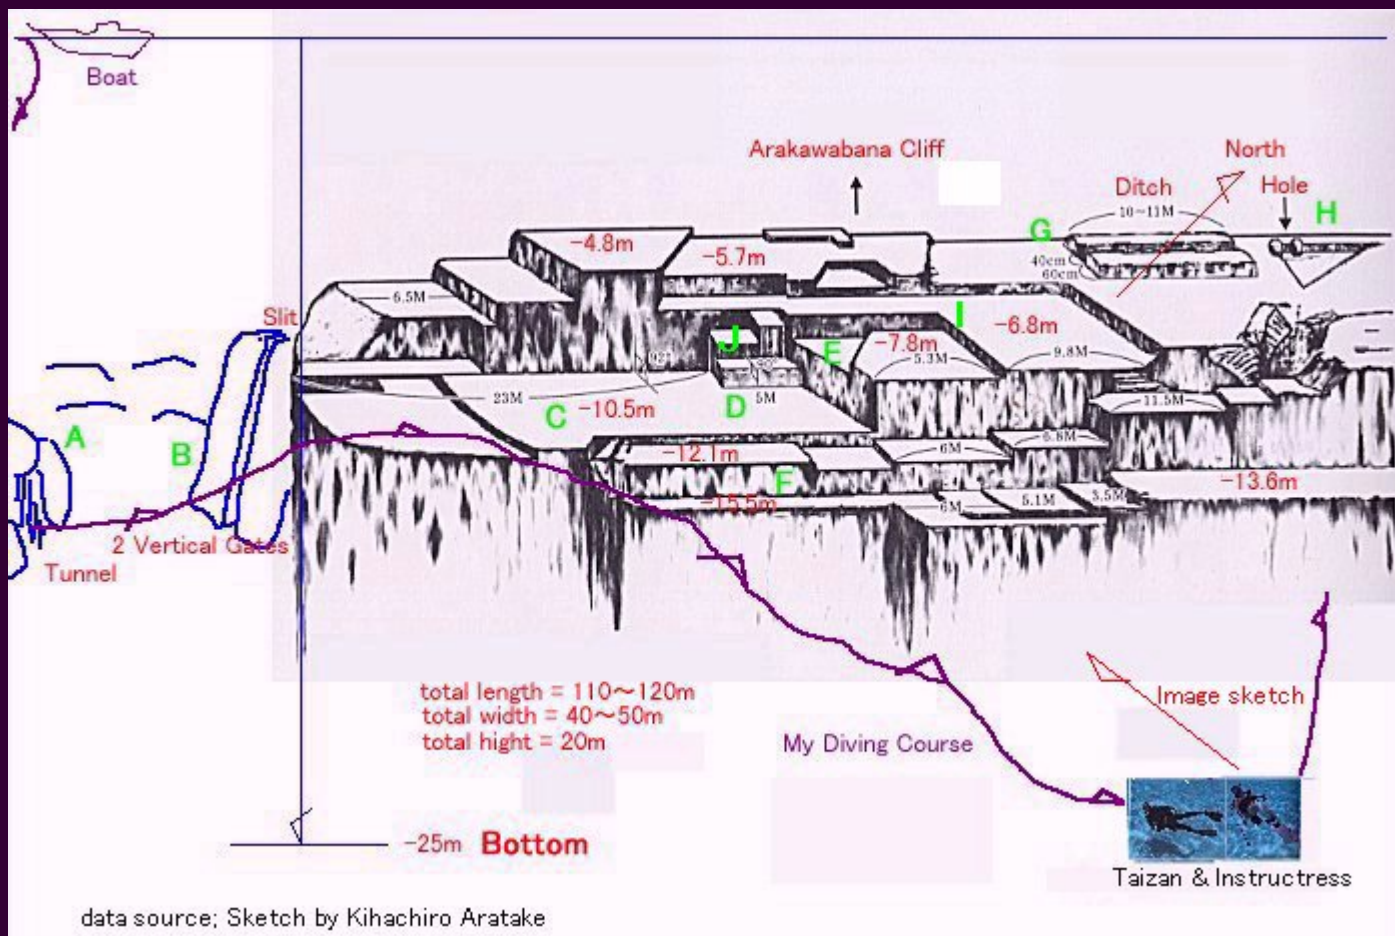 Boat
Arakawabana Cliff
North
Ditch
Hole
10~11M
G
H
-4.8m
-5.7m
40cm
60cm
6.5M
Slit
I
-6.8m
J
E
-7.8m
5.3M
9.8M
23M
C
-10.5m
D
5M
11.5M
A
B
-12.1m
6M
6.8M
F
-15.5m
6M
5.1M
3.5M
-13.6m
2 Vertical Gates
Tunnel
total length = 110~120m
total width = 40~50m
total hight = 20m
Image sketch
My Diving Course
-25m Bottom
Taizan & Instructress
data source; Sketch by Kihachiro Aratake